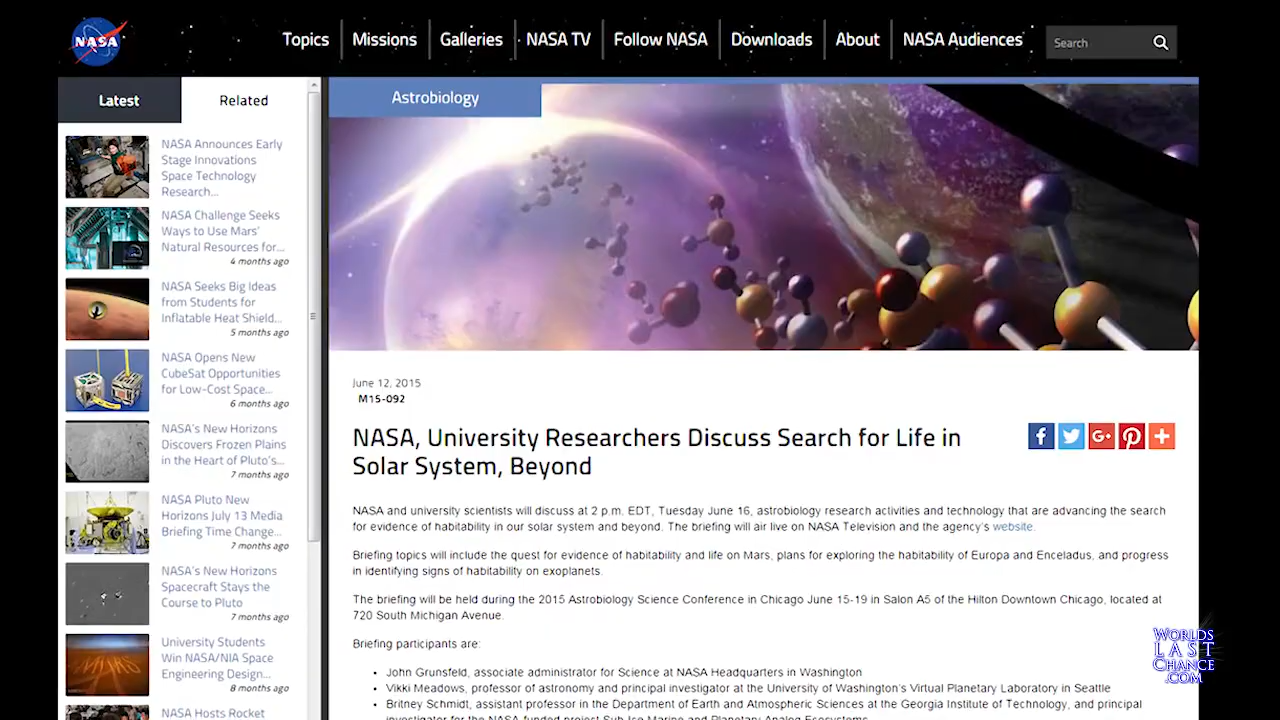 NASA
Topics
Missions
Galleries
NASA TV
Follow NASA
Downloads
About
NASA Audiences
Search
Latest
Related
NASA Announces Early
Stage Innovations
Space Technology
Research...
NASA Challenge Seeks
Ways to Use Mars'
Natural Resources for...
4 months ago
NASA Seeks Big Ideas
from Students for
Inflatable Heat Shield...
5 months ago
NASA Opens New
CubeSat Opportunities
for Low-Cost Space...
6 months ago
NASA's New Horizons
Discovers Frozen Plains
in the Heart of Pluto's...
7 months ago
NASA Pluto New
Horizons July 13 Media
Briefing Time Change...
7 months ago
NASA's New Horizons
Spacecraft Stays the
Course to Pluto
7 months ago
University Students
Win NASA/NIA Space
Engineering Design...
8 months ago
NASA Hosts Rocket
Astrobiology
June 12, 2015
M15-092
NASA, University Researchers Discuss Search for Life in
Solar System, Beyond
NASA and university scientists will discuss at 2 p.m. EDT, Tuesday June 16, astrobiology research activities and technology that are advancing the search
for evidence of habitability in our solar system and beyond. The briefing will air live on NASA Television and the agency's website.
Briefing topics will include the quest for evidence of habitability and life on Mars, plans for exploring the habitability of Europa and Enceladus, and progress
in identifying signs of habitability on exoplanets.
The briefing will be held during the 2015 Astrobiology Science Conference in Chicago June 15-19 in Salon A5 of the Hilton Downtown Chicago, located at
720 South Michigan Avenue.
Briefing participants are:
John Grunsfeld, associate administrator for Science at NASA Headquarters in Washington
Vikki Meadows, professor of astronomy and principal investigator at the University of Washington's Virtual Planetary Laboratory in Seattle
Britney Schmidt, assistant professor in the Department of Earth and Atmospheric Sciences at the Georgia Institute of Technology, and principal
investigator for the NASA-funded project Sub-Ice Marine and Planetary Analog Ecosystems
WORLDS
LAST
CHANCE
.COM